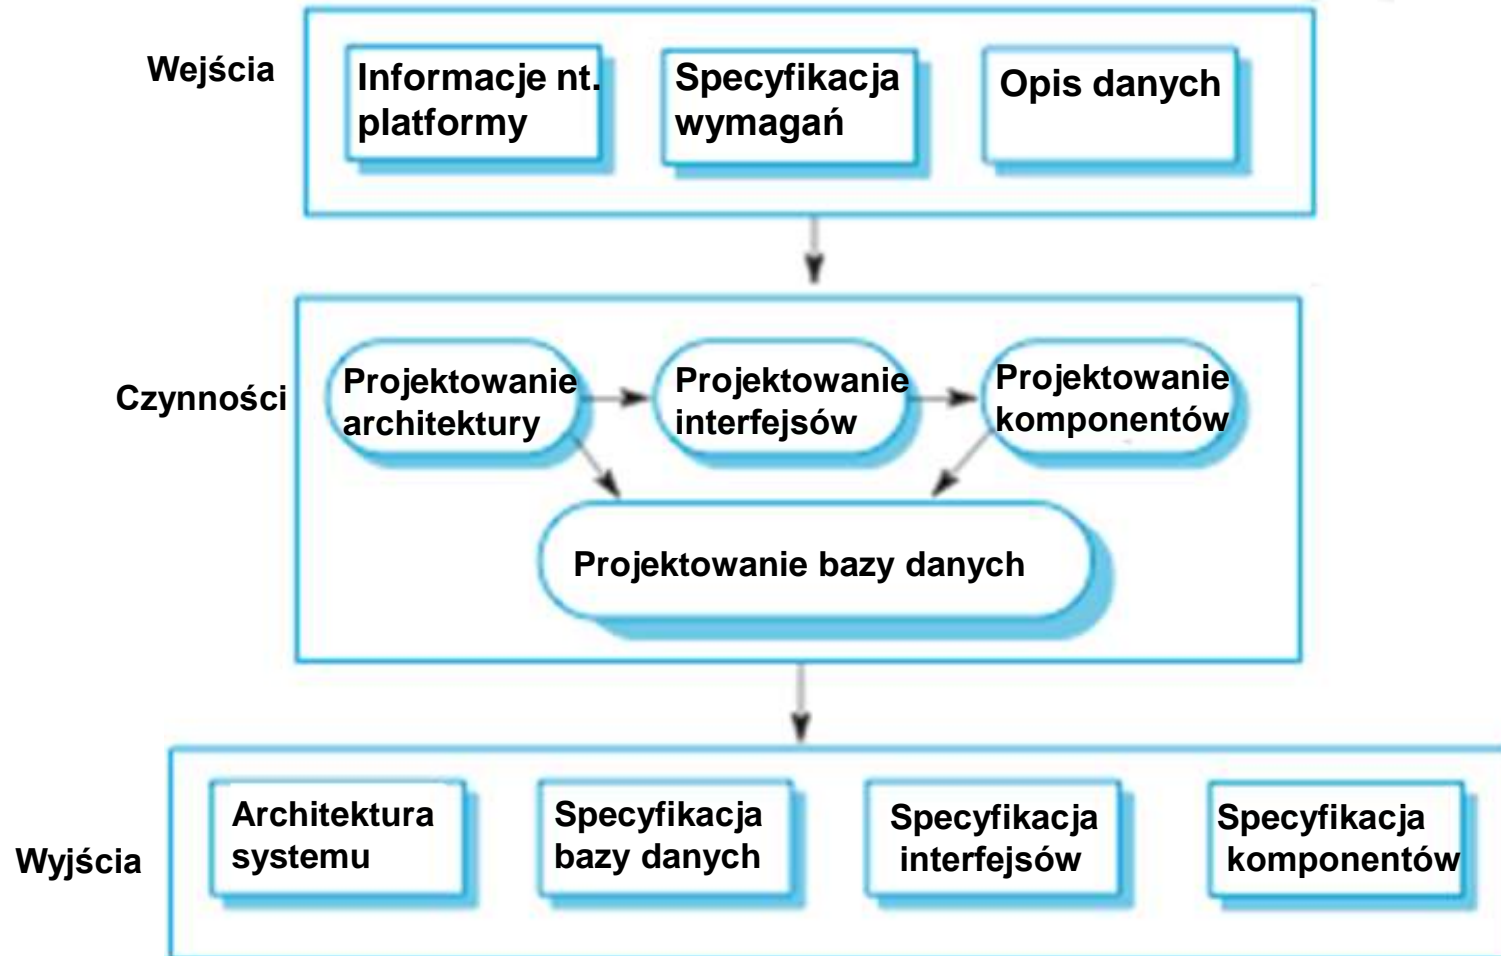 Wejścia
Informacje nt.
platformy
Specyfikacja
wymagań
Opis danych
Czynności
Projektowanie
architektury
Projektowanie
interfejsów
Projektowanie
komponentów
Projektowanie bazy danych
Wyjścia
Architektura
systemu
Specyfikacja
bazy danych
Specyfikacja
interfejsów
Specyfikacja
komponentów